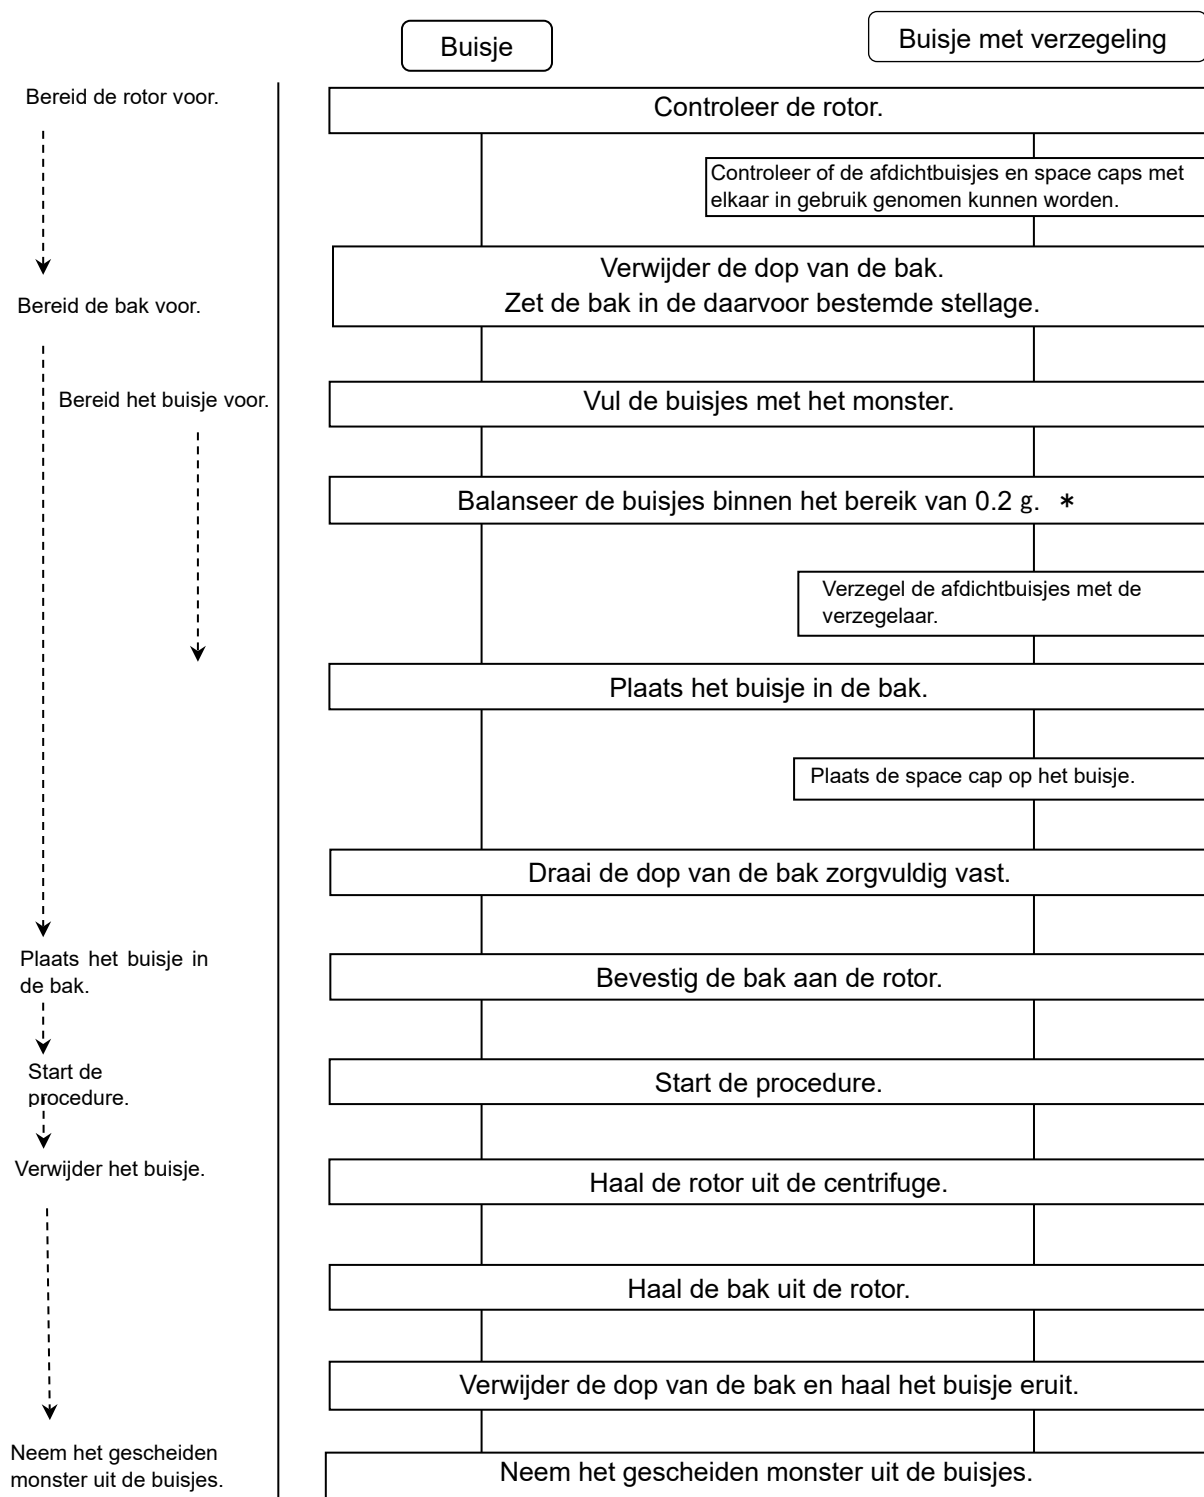 Buisje
Buisje met verzegeling
Bereid de rotor voor.
Controleer de rotor.
Controleer of de afdichtbuisjes en space caps met
elkaar in gebruik genomen kunnen worden.
Verwijder de dop van de bak.
Zet de bak in de daarvoor bestemde stellage.
Bereid de bak voor.
Bereid het buisje voor.
Vul de buisjes met het monster.
Balanseer de buisjes binnen het bereik van 0.2 g. *
Verzegel de afdichtbuisjes met de
verzegelaar.
Plaats het buisje in de bak.
Plaats de space cap op het buisje.
Draai de dop van de bak zorgvuldig vast.
Plaats het buisje in
de bak.
Bevestig de bak aan de rotor.
Start de
procedure.
Start de procedure.
Verwijder het buisje.
Haal de rotor uit de centrifuge.
Haal de bak uit de rotor.
Verwijder de dop van de bak en haal het buisje eruit.
Neem het gescheiden
monster uit de buisjes.
Neem het gescheiden monster uit de buisjes.